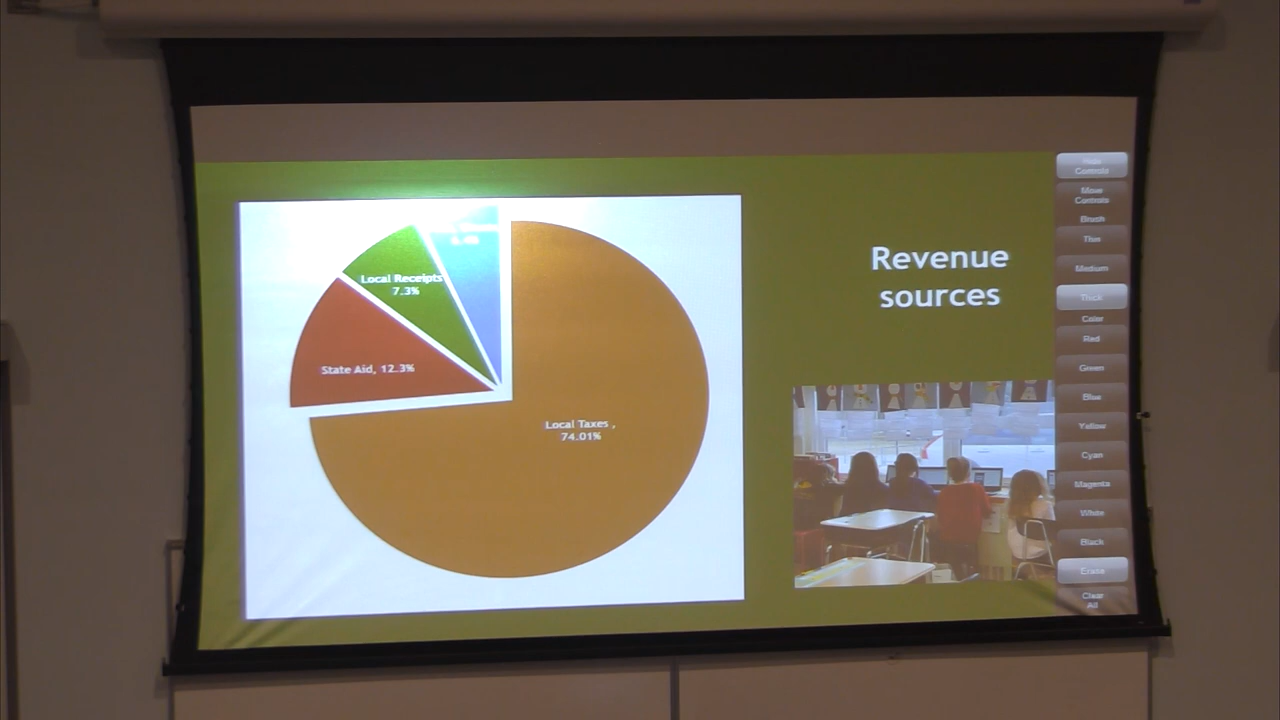 Revenue
sources
Local Receipts
7.3%
State Aid, 12.3%
Local Taxes ,
74.01%
Hide
Controls
Move
Controls
Brush
Thin
Medium
Thick
Color
Red
Green
Blue
Yellow
Cyan
Magenta
White
Black
Erase
Clear
All